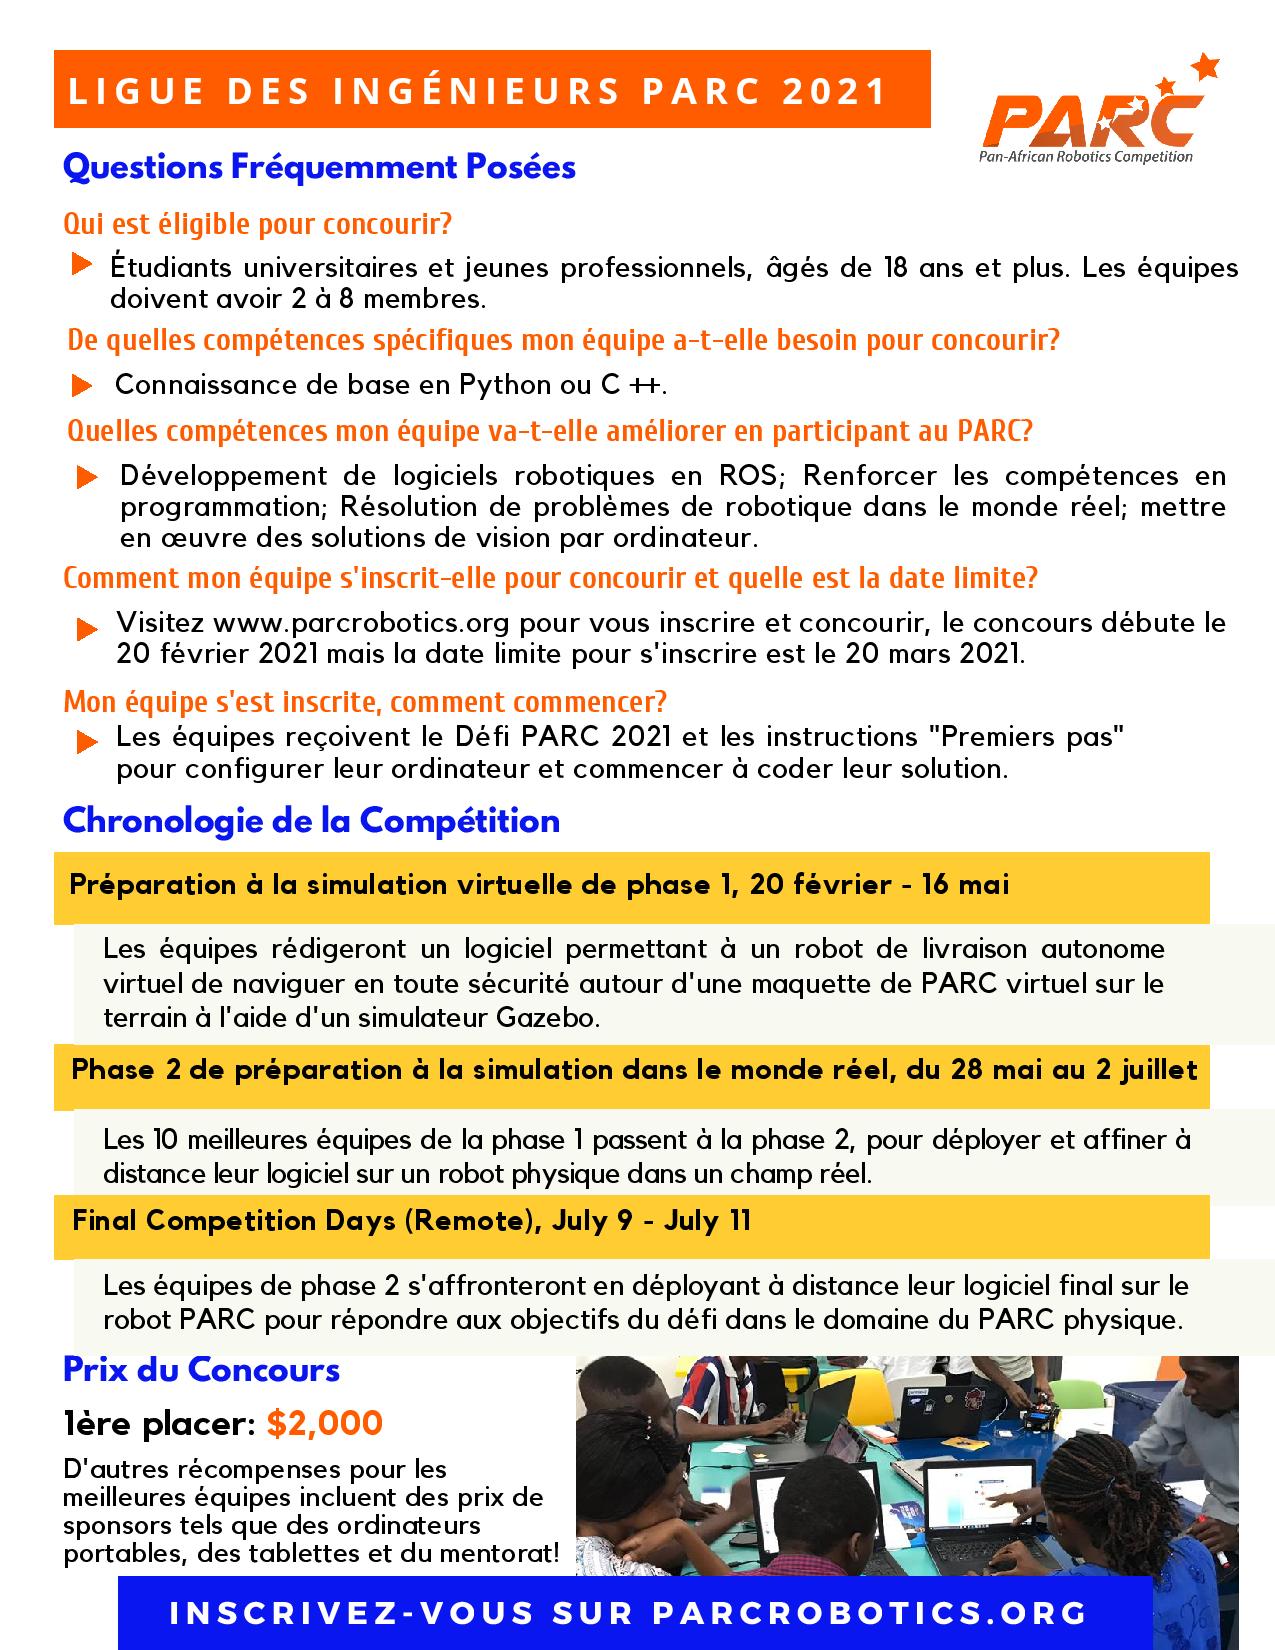 LIGUE DES INGÉNIEURS PARC 2021
PARC
Pan-African Robotics Competition
Questions Fréquemment Posées
Qui est éligible pour concourir?
Étudiants universitaires et jeunes professionnels, âgés de 18 ans et plus. Les équipes
doivent avoir 2 à 8 membres.
De quelles compétences spécifiques mon équipe a-t-elle besoin pour concourir?
Connaissance de base en Python ou C ++.
Quelles compétences mon équipe va-t-elle améliorer en participant au PARC?
Développement de logiciels robotiques en ROS; Renforcer les compétences en
programmation; Résolution de problèmes de robotique dans le monde réel; mettre
en œuvre des solutions de vision par ordinateur.
Comment mon équipe s'inscrit-elle pour concourir et quelle est la date limite?
Visitez www.parcrobotics.org pour vous inscrire et concourir, le concours débute le
20 février 2021 mais la date limite pour s'inscrire est le 20 mars 2021.
Mon équipe s'est inscrite, comment commencer?
Les équipes reçoivent le Défi PARC 2021 et les instructions "Premiers pas"
pour configurer leur ordinateur et commencer à coder leur solution.
Chronologie de la Compétition
Préparation à la simulation virtuelle de phase 1, 20 février - 16 mai
Les équipes rédigeront un logiciel permettant à un robot de livraison autonome
virtuel de naviguer en toute sécurité autour d'une maquette de PARC virtuel sur le
terrain à l'aide d'un simulateur Gazebo.
Phase 2 de préparation à la simulation dans le monde réel, du 28 mai au 2 juillet
Les 10 meilleures équipes de la phase 1 passent à la phase 2, pour déployer et affiner à
distance leur logiciel sur un robot physique dans un champ réel.
Final Competition Days (Remote), July 9 - July 11
Les équipes de phase 2 s'affronteront en déployant à distance leur logiciel final sur le
robot PARC pour répondre aux objectifs du défi dans le domaine du PARC physique.
Prix du Concours
1ère placer: $2,000
D'autres récompenses pour les
meilleures équipes incluent des prix de
sponsors tels que des ordinateurs
portables, des tablettes et du mentorat!
INSCRIVEZ-VOUS SUR PARCROBOTICS.ORG